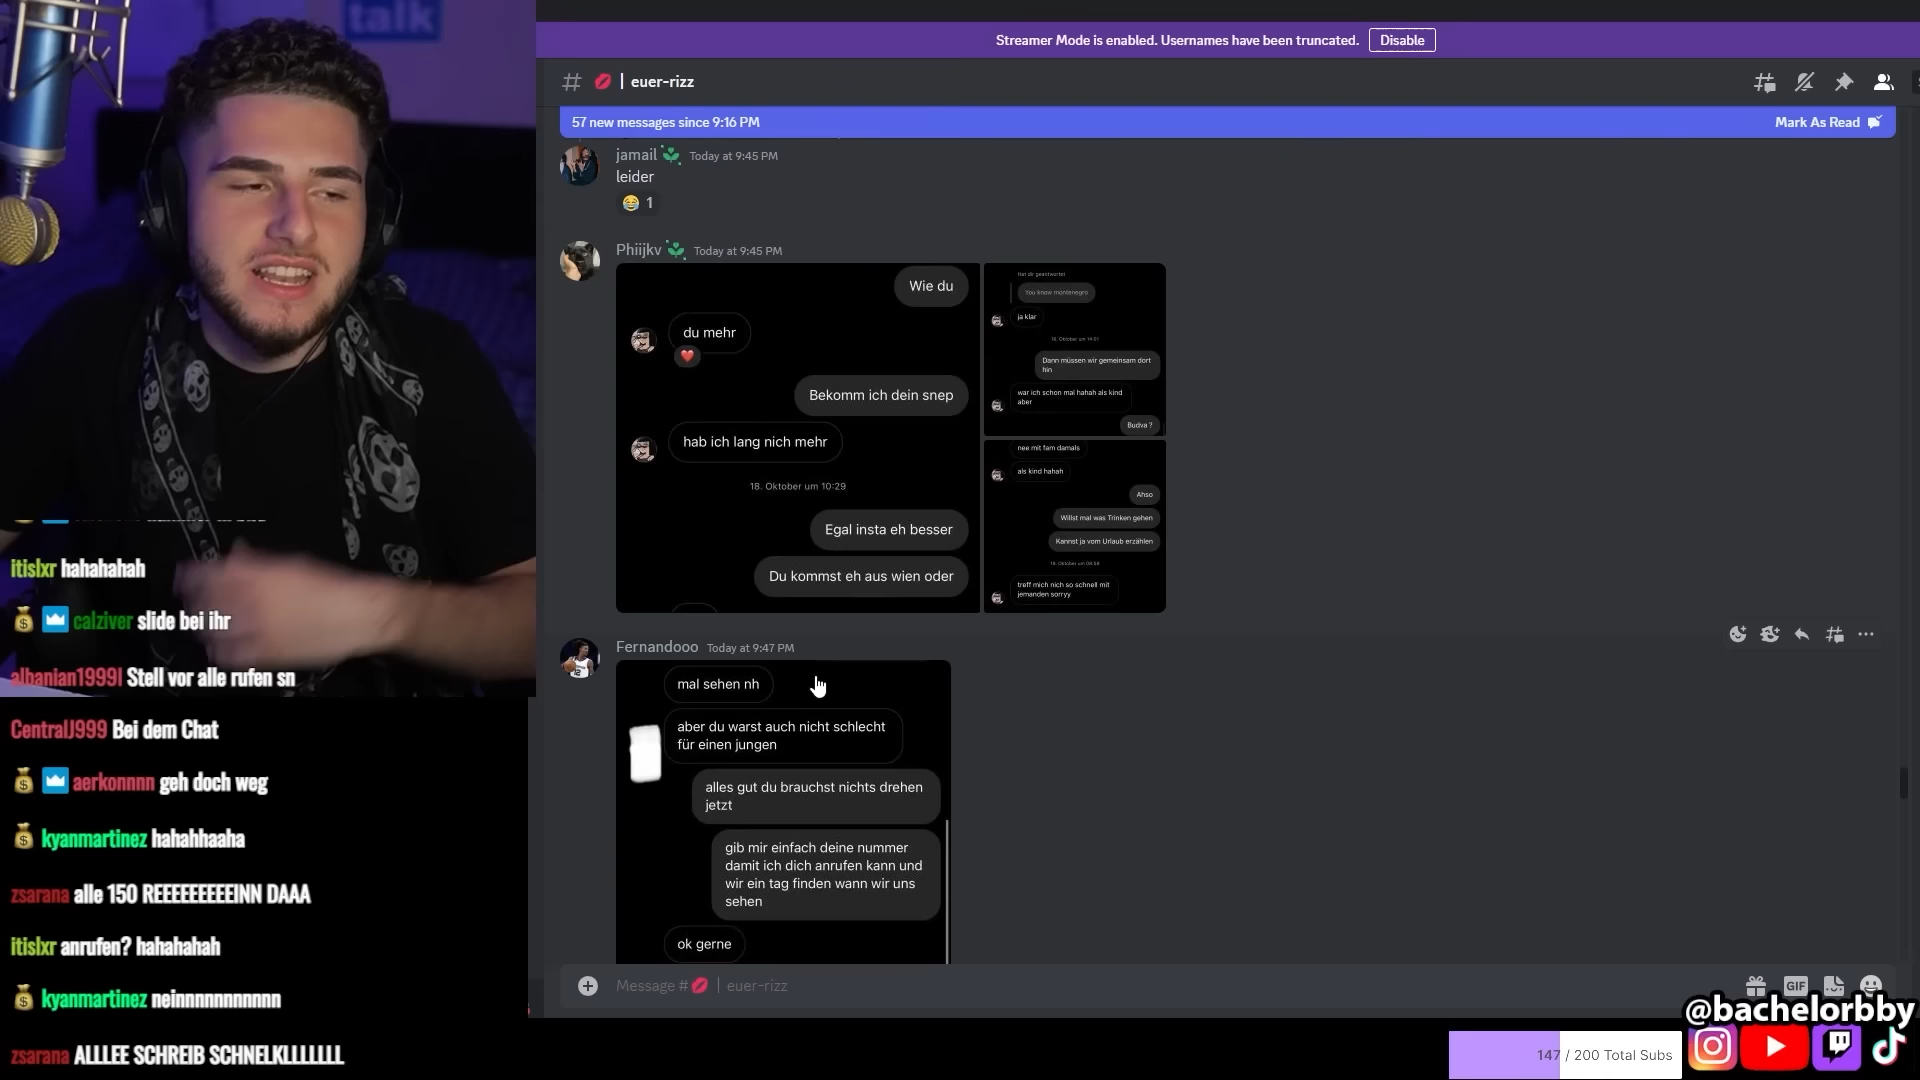 talk
Streamer Mode is enabled. Usernames have been truncated.
Disable
euer-rizz
57 new messages since 9:16 PM
Mark As Read
jamail Today at 9:45 PM
leider
1
Phiijkv Today at 9:45 PM
Wie du
du mehr
Bekomm ich dein snep
hab ich lang nich mehr
18. Oktober um 10:29
Egal insta eh besser
Du kommst eh aus wien oder
Hat dir geantwortet
You know montenegro
ja klar
18. Oktober um 14:01
Dann müssen wir gemeinsam dort
hin
war ich schon mal hahah als kind
aber
Budva ?
nee mit fam damals
als kind hahah
Ahso
Willst mal was Trinken gehen
Kannst ja vom Urlaub erzählen
treff mich nich so schnell mit
jemanden sorryy
Fernandooo Today at 9:47 PM
mal sehen nh
aber du warst auch nicht schlecht
für einen jungen
alles gut du brauchst nichts drehen
jetzt
gib mir einfach deine nummer
damit ich dich anrufen kann und
wir ein tag finden wann wir uns
sehen
ok gerne
Message # euer-rizz
GIF
itislxr hahahahah
calziver slide bei ihr
albanian1999l Stell vor alle rufen sn
CentralJ999 Bei dem Chat
aerkonnnn geh doch weg
kyanmartinez hahahhaaha
zsarana alle 150 REEEEEEEEEINN DAAA
itislxr anrufen? hahahahah
kyanmartinez neinnnnnnnnnnn
zsarana ALLLEE SCHREIB SCHNELKLLLLLLL
@bachelorbby
147 / 200 Total Subs